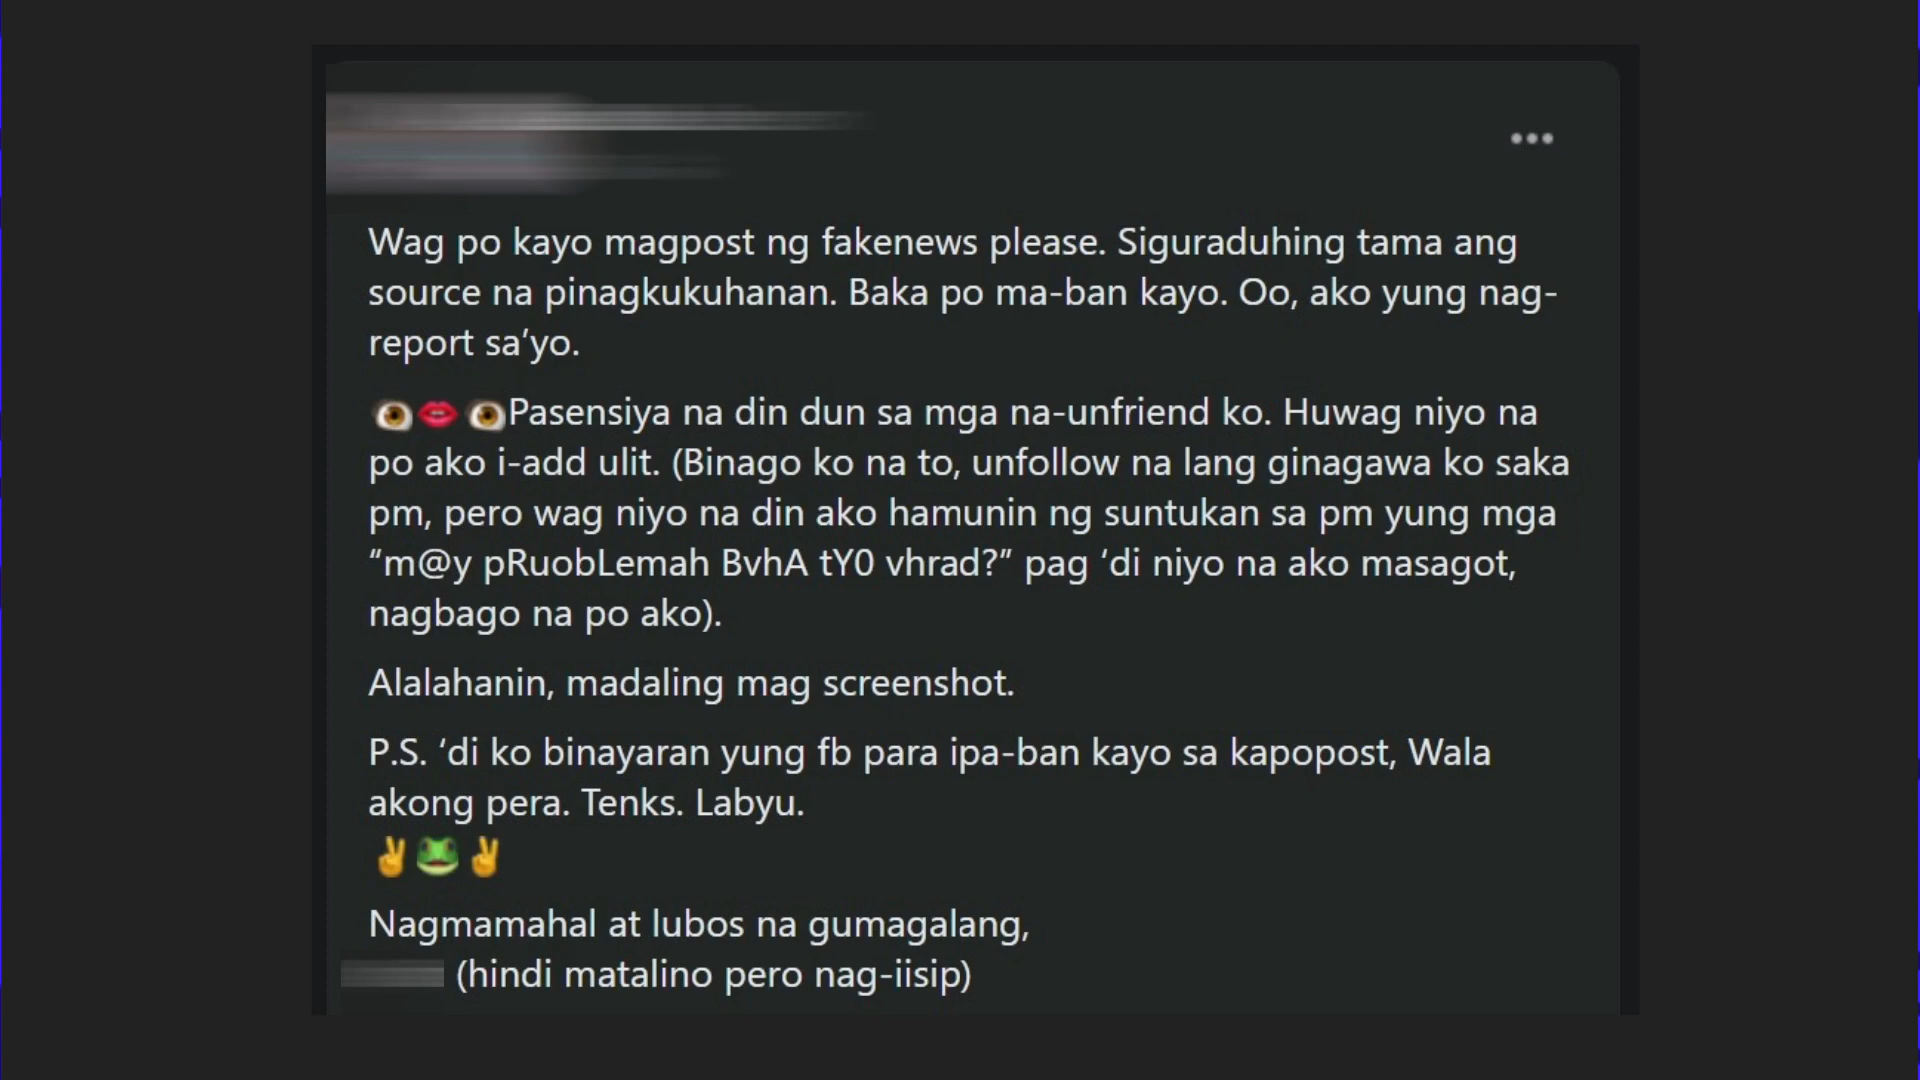 Wag po kayo magpost ng fakenews please. Siguraduhing tama ang
source na pinagkukuhanan. Baka po ma-ban kayo. Oo, ako yung nag-
report sa‘yo.
👁️👄👁️Pasensiya na din dun sa mga na-unfriend ko. Huwag niyo na
po ako i-add ulit. (Binago ko na to, unfollow na lang ginagawa ko saka
pm, pero wag niyo na din ako hamunin ng suntukan sa pm yung mga
“m@y pRuobLemah BvhA tY0 vhrad?” pag ‘di niyo na ako masagot,
nagbago na po ako).
Alalahanin, madaling mag screenshot.
P.S. ‘di ko binayaran yung fb para ipa-ban kayo sa kapopost, Wala
akong pera. Tenks. Labyu.
✌️🐸✌️
Nagmamahal at lubos na gumagalang,
(hindi matalino pero nag-iisip)